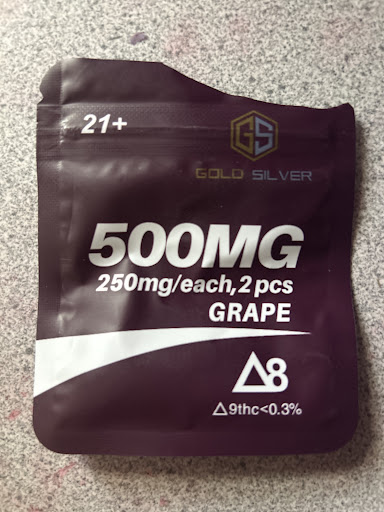 21+
GS
GOLD SILVER
500MG
250mg/each,2 pcs
GRAPE
Δ8
Δ9thc<0.3%